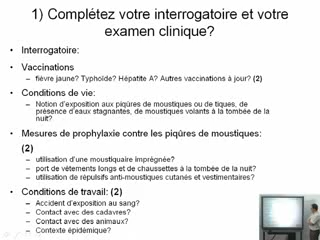 1) Complétez votre interrogatoire et votre
examen clinique?
• Interrogatoire:
• Vaccinations
– fièvre jaune? Typhoïde? Hépatite A? Autres vaccinations à jour? (2)
• Conditions de vie:
– Notion d'exposition aux piqûres de moustiques ou de tiques, de
présence d'eaux stagnantes, de moustiques volants à la tombée de la
nuit?
• Mesures de prophylaxie contre les piqûres de moustiques:
(2)
– utilisation d'une moustiquaire imprégnée?
– port de vêtements longs et de chaussettes à la tombée de la nuit?
– utilisation de répulsifs anti-moustiques cutanés et vestimentaires?
• Conditions de travail: (2)
– Accident d'exposition au sang?
– Contact avec des cadavres?
– Contact avec des animaux?
– Contexte épidémique?